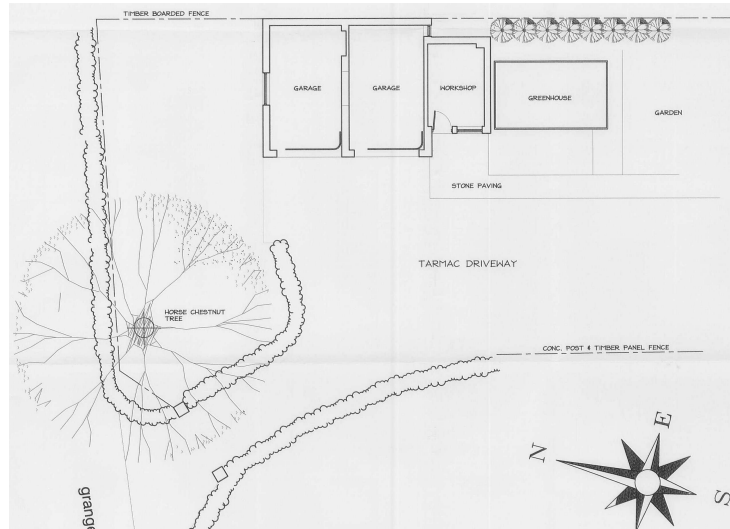 TIMBER BOARDED FENCE
GARAGE
GARAGE
WORKSHOP
GREENHOUSE
GARDEN
STONE PAVING
TARMAC DRIVEWAY
HORSE CHESTNUT
TREE
CONC. POST & TIMBER PANEL FENCE
N
E
S
grange